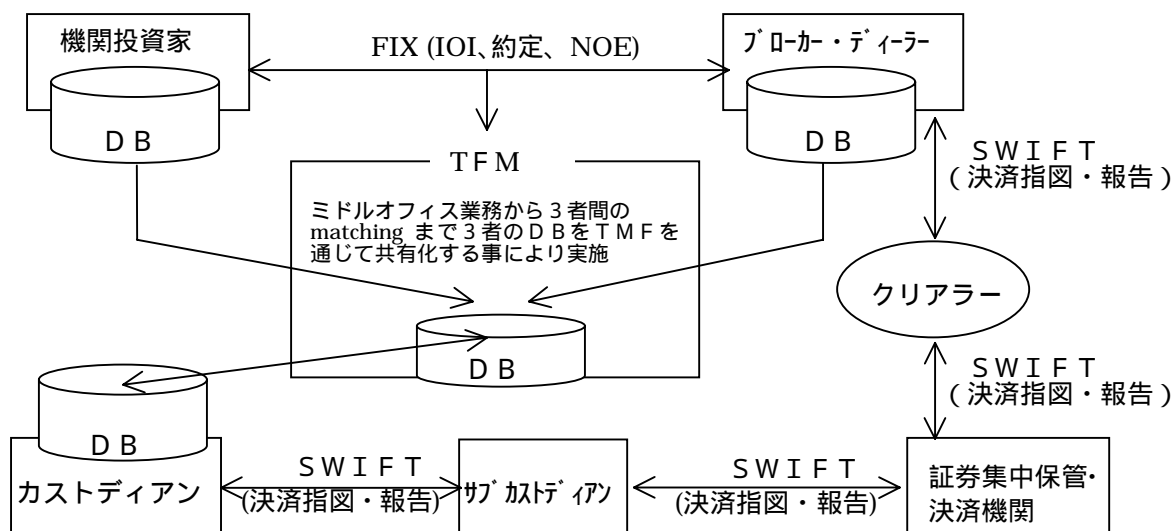 機関投資家
FIX (IOI、約定、NOE)
ブローカー・ディーラー
ＤＢ
ＤＢ
ＳＷＩＦＴ
（決済指図・報告）
ＴＦＭ
ミドルオフィス業務から３者間の
matching まで３者のＤＢをＴＭＦを
通じて共有化する事により実施
クリアラー
ＤＢ
ＳＷＩＦＴ
（決済指図・報告）
ＤＢ
カストディアン
ＳＷＩＦＴ
(決済指図・報告)
ｻﾌﾞｶｽﾄﾃﾞｨｱﾝ
ＳＷＩＦＴ
(決済指図・報告)
証券集中保管・
決済機関